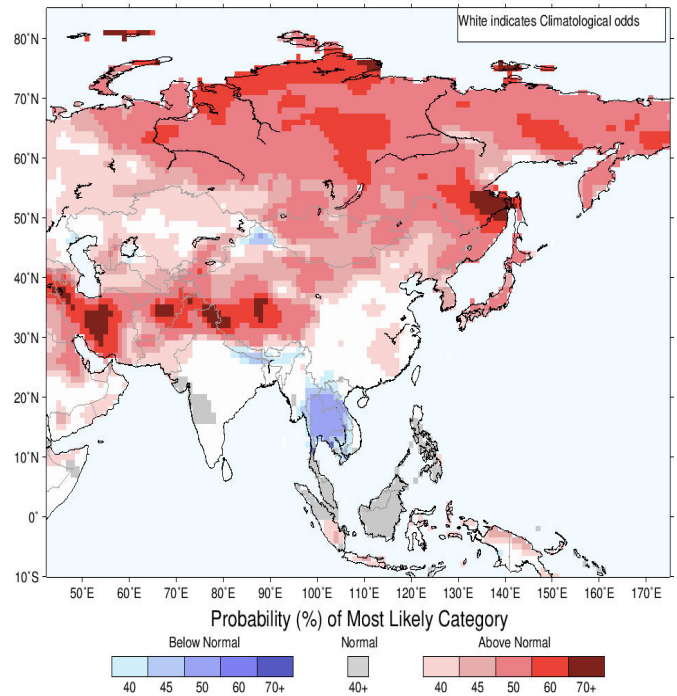 White indicates Climatological odds
80˚N
70˚N
60˚N
50˚N
40˚N
30˚N
20˚N
10˚N
0˚
10˚S
50˚E 60˚E 70˚E 80˚E 90˚E 100˚E 110˚E 120˚E 130˚E 140˚E 150˚E 160˚E 170˚E
Probability (%) of Most Likely Category
Below Normal Normal Above Normal
40 45 50 60 70+ 40+ 40 45 50 60 70+